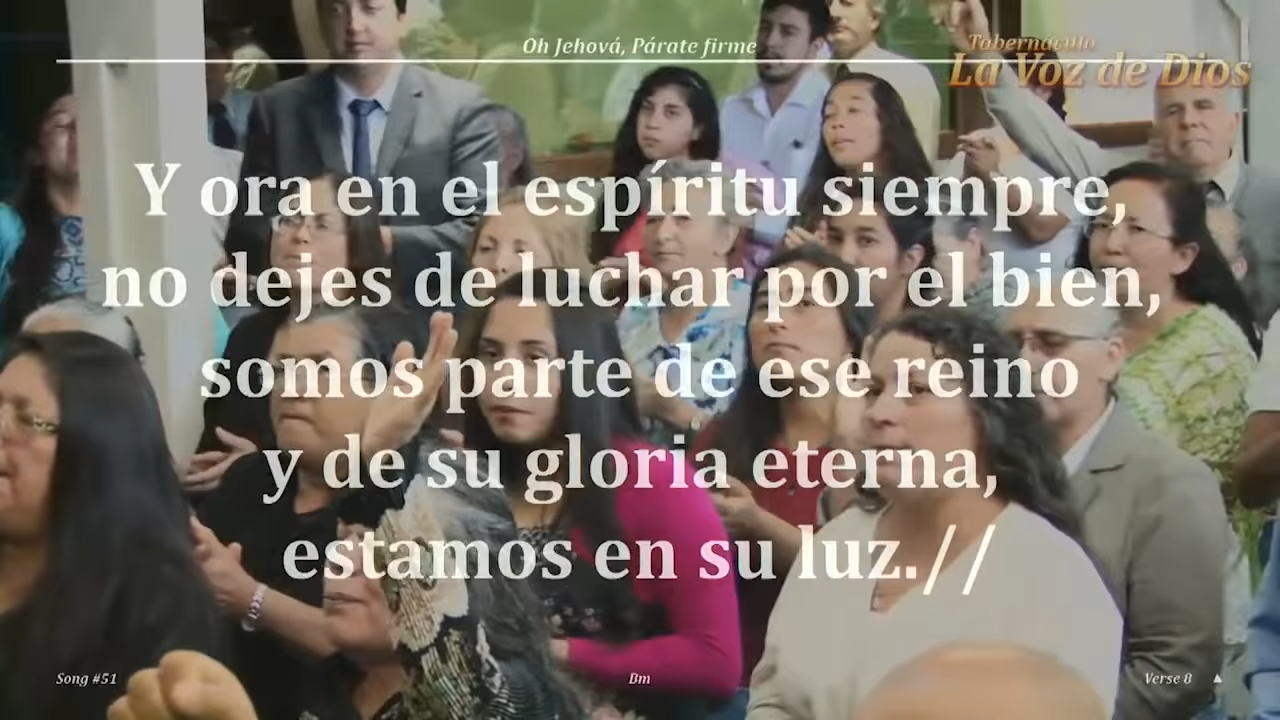 Oh Jehová, Párate firme
Tabernáculo
La Voz de Dios
Y ora en el espíritu siempre,
no dejes de luchar por el bien,
somos parte de ese reino
y de su gloria eterna,
estamos en su luz.//
Song #51
Bm
Verse 8 ▲